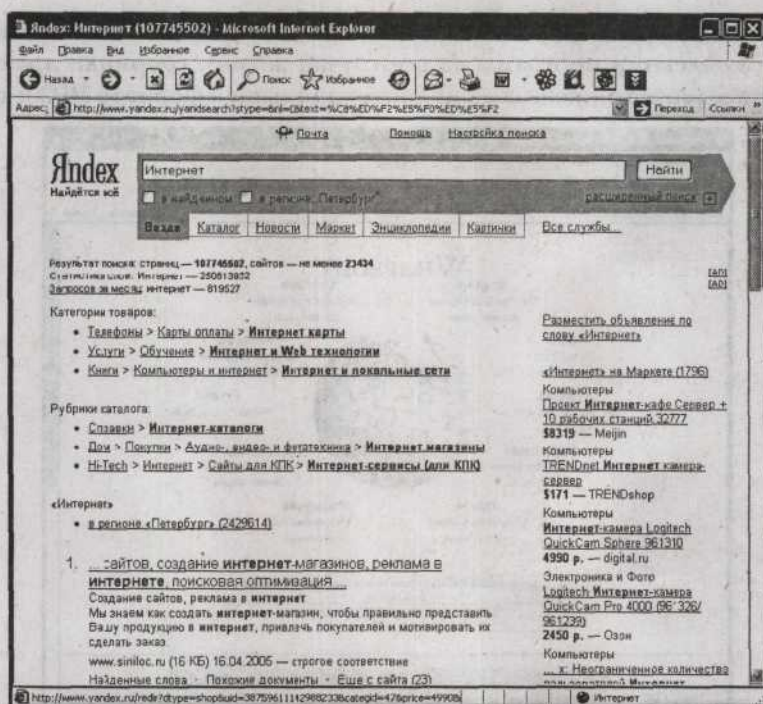 Яndex: Интернет (107745502) - Microsoft Internet Explorer
Файл Правка Вид Избранное Сервис Справка
Назад Поиск Избранное
Адрес: http://www.yandex.ru/yandsearch?stype=&nl=0&text=%C8%ED%F2%E5%F0%ED%E5%F2 Переход Ссылки
Почта Помощь Настройка поиска
Яndex
Найдётся всё
Интернет Найти
в найденном в регионе "Петербург" расширенный поиск
Везде Каталог Новости Маркет Энциклопедии Картинки Все службы...
Результат поиска: страниц — 107745502, сайтов — не менее 23434
Статистика слов: Интернет — 250613932
Запросов за месяц: интернет — 819527
Категории товаров:
• Телефоны > Карты оплаты > Интернет карты
• Услуги > Обучение > Интернет и Web технологии
• Книги > Компьютеры и интернет > Интернет и локальные сети
Рубрики каталога:
• Справки > Интернет-каталоги
• Дом > Покупки > Аудио-, видео- и фототехника > Интернет магазины
• Hi-Tech > Интернет > Сайты для КПК > Интернет-сервисы (для КПК)
«Интернет»
• в регионе «Петербург» (2429614)
1. ... сайтов, создание интернет-магазинов, реклама в
интернете, поисковая оптимизация ...
Создание сайтов, реклама в интернет
Мы знаем как создать интернет-магазин, чтобы правильно представить
Вашу продукцию в интернет, привлечь покупателей и мотивировать их
сделать заказ.
www.siniloc.ru (16 КБ) 16.04.2005 — строгое соответствие
Найденные слова · Похожие документы · Еще с сайта (23)
Разместить объявление по
слову «Интернет»
«Интернет» на Маркете (1796)
Компьютеры
Проект Интернет-кафе Сервер +
10 рабочих станций.32777
$8319 — Meijin
Компьютеры
TRENDnet Интернет камера-
сервер
$171 — TRENDshop
Компьютеры
Интернет-камера Logitech
QuickCam Sphere 961310
4990 р. — digital.ru
Электроника и Фото
Logitech Интернет-камера
QuickCam Pro 4000 (961326/
961239)
2450 р. — Озон
Компьютеры
... х: Неограниченное количество
пользователей Интернет
Интернет